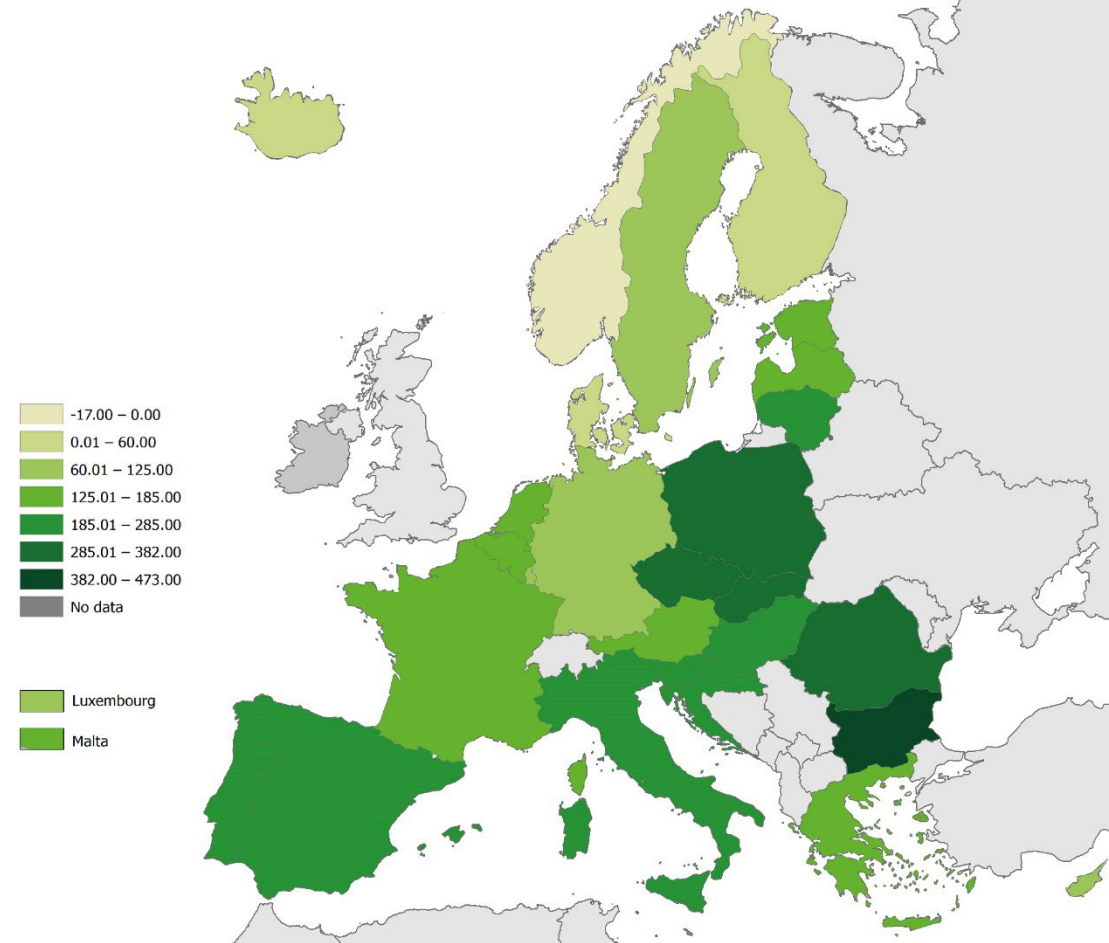 -17.00 – 0.00
0.01 – 60.00
60.01 – 125.00
125.01 – 185.00
185.01 – 285.00
285.01 – 382.00
382.00 – 473.00
No data
Luxembourg
Malta